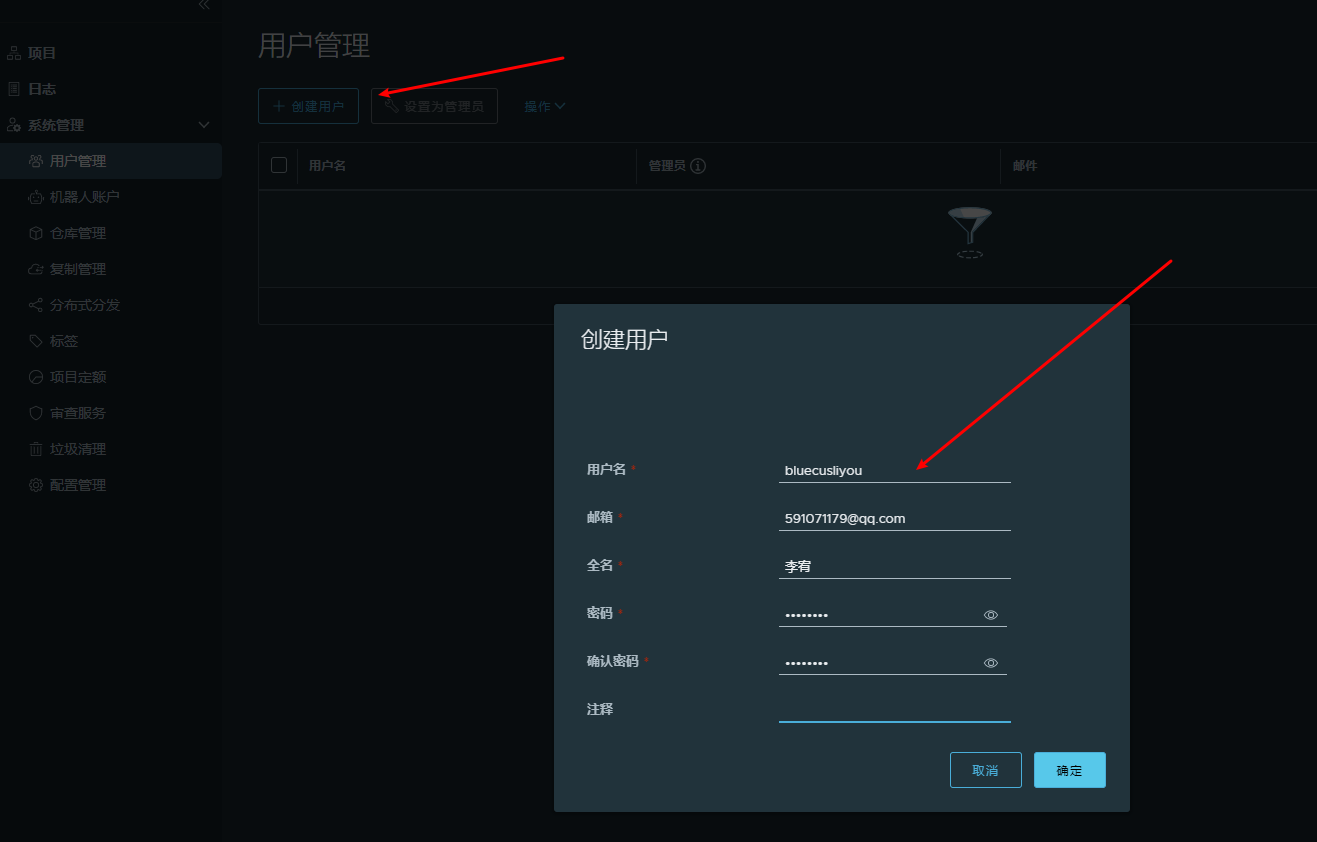 项目
日志
系统管理
用户管理
机器人账户
仓库管理
复制管理
分布式分发
标签
项目定额
审查服务
垃圾清理
配置管理
用户管理
创建用户 设置为管理员 操作
用户名 管理员 邮件
创建用户
用户名 * bluecusliyou
邮箱 * 591071179@qq.com
全名 * 李宥
密码 * ••••••••
确认密码 * ••••••••
注释
取消 确定